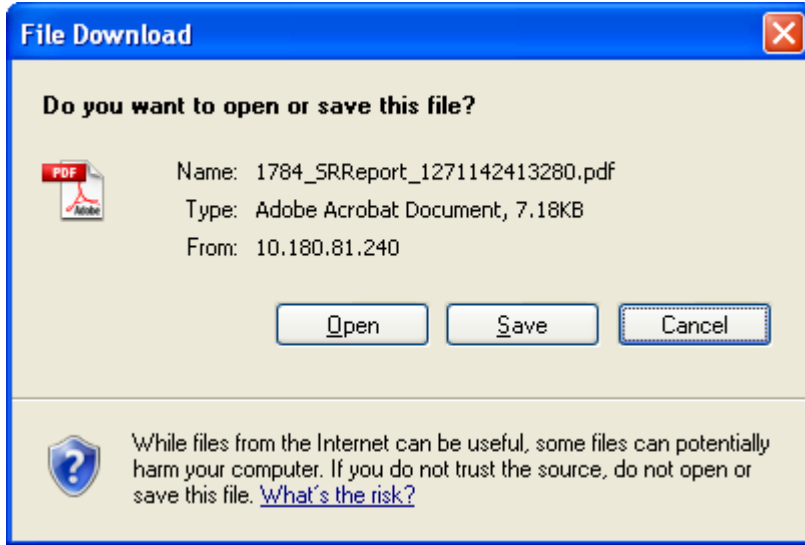 File Download
Do you want to open or save this file?
PDF
Adobe
Name: 1784_SRReport_1271142413280.pdf
Type: Adobe Acrobat Document, 7.18KB
From: 10.180.81.240
Open Save Cancel
While files from the Internet can be useful, some files can potentially
harm your computer. If you do not trust the source, do not open or
save this file. What's the risk?